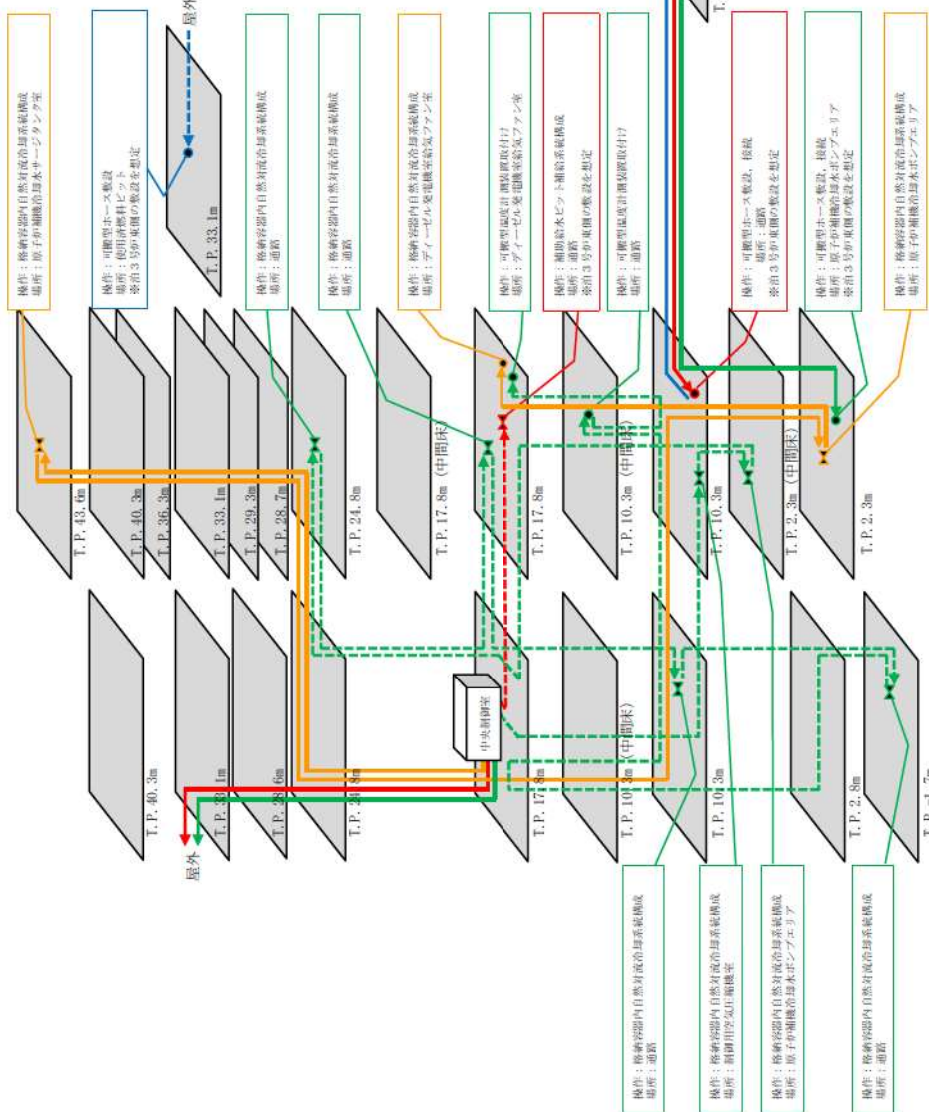 操作：格納容器内自然対流冷却系統構成
場所：原子炉補機冷却水サージタンク室
操作：可搬型ホース敷設
場所：使用済燃料ピット
※泊３号炉東側の敷設を想定
操作：格納容器内自然対流冷却系統構成
場所：通路
操作：格納容器内自然対流冷却系統構成
場所：通路
操作：格納容器内自然対流冷却系統構成
場所：ディーゼル発電機室給気ファン室
操作：可搬型温度計測装置取付け
場所：ディーゼル発電機室給気ファン室
操作：補助給水ピット補給系統構成
場所：通路
※泊３号炉東側の敷設を想定
操作：可搬型温度計測装置取付け
場所：通路
操作：可搬型ホース敷設，接続
場所：通路
※泊３号炉東側の敷設を想定
操作：可搬型ホース敷設，接続
場所：原子炉補機冷却水ポンプエリア
※泊３号炉東側の敷設を想定
操作：格納容器内自然対流冷却系統構成
場所：原子炉補機冷却水ポンプエリア
屋外
T.P. 33.1m
T.P. 43.6m
T.P. 40.3m
T.P. 36.3m
T.P. 33.1m
T.P. 29.3m
T.P. 28.7m
T.P. 24.8m
T.P. 17.8m（中間床）
T.P. 17.8m
T.P. 10.3m（中間床）
T.P. 10.3m
T.P. 2.3m（中間床）
T.P. 2.3m
T.
屋外
中央制御室
T.P. 40.3m
T.P. 33.1m
T.P. 28.6m
T.P. 24.8m
T.P. 17.8m
T.P. 10.3m（中間床）
T.P. 10.3m
T.P. 2.8m
操作：格納容器内自然対流冷却系統構成
場所：通路
操作：格納容器内自然対流冷却系統構成
場所：制御用空気圧縮機室
操作：格納容器内自然対流冷却系統構成
場所：原子炉補機冷却水ポンプエリア
操作：格納容器内自然対流冷却系統構成
場所：通路